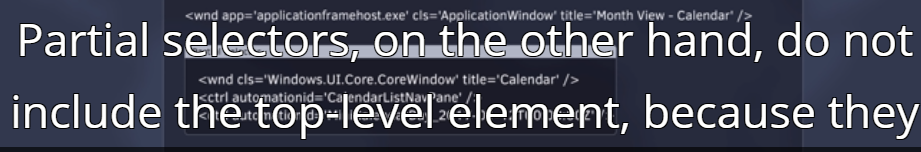 <wnd app='applicationframehost.exe' cls='ApplicationWindow' title='Month View - Calendar' />
Partial selectors, on the other hand, do not
<wnd cls='Windows.UI.Core.CoreWindow' title='Calendar' />
<ctrl automationid='CalendarListNavPane' />
include the top-level element, because they